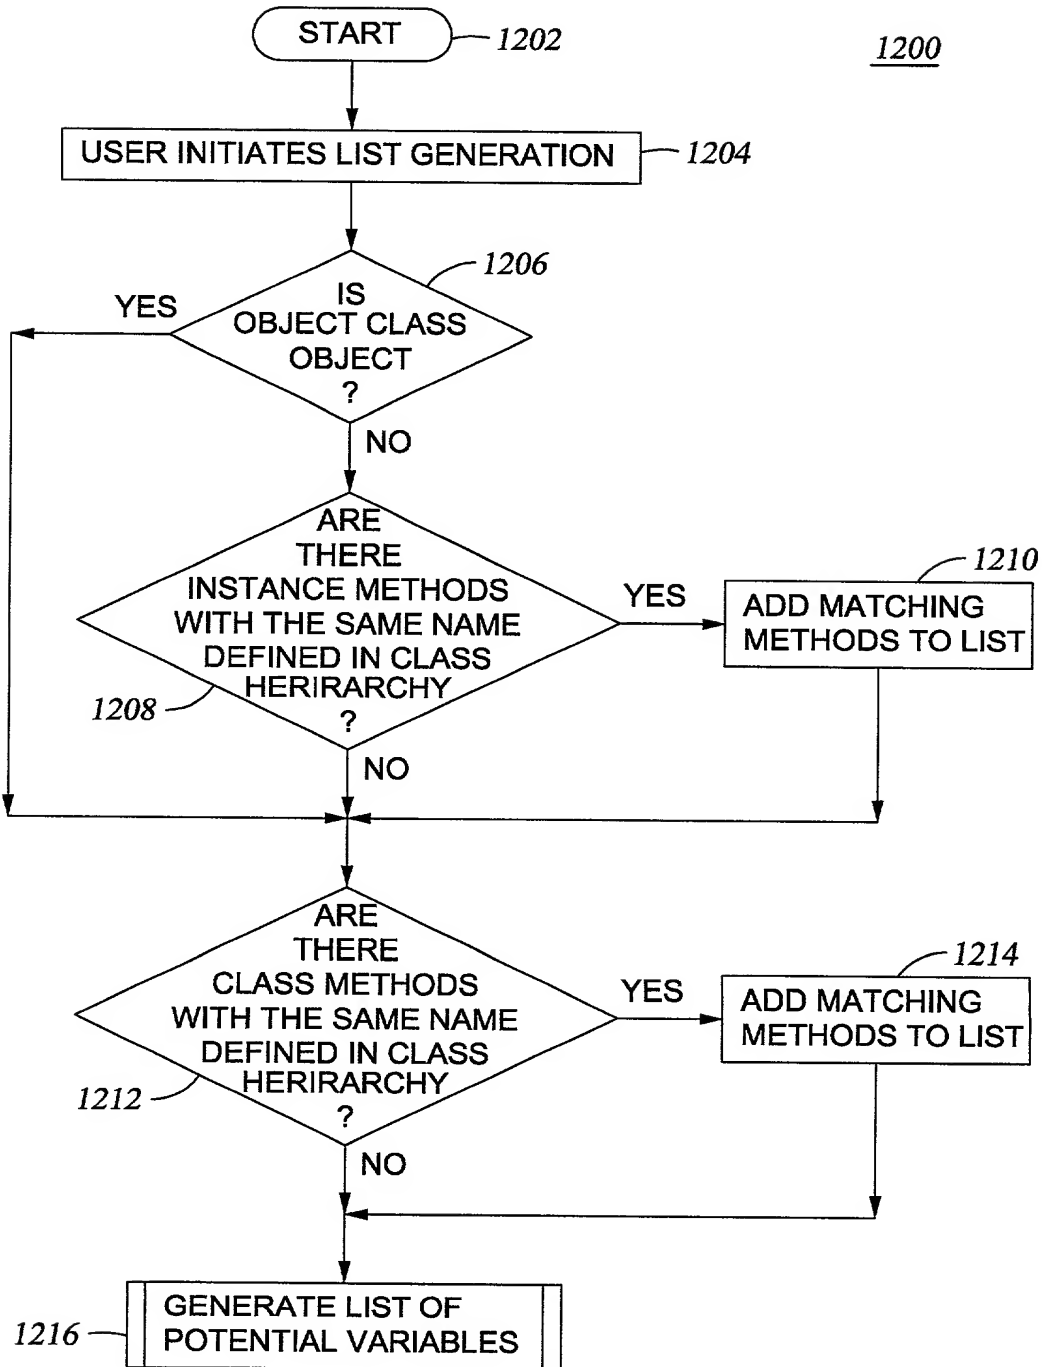 START
1202
1200
USER INITIATES LIST GENERATION
1204
1206
YES
IS
OBJECT CLASS
OBJECT
?
NO
ARE
THERE
INSTANCE METHODS
WITH THE SAME NAME
DEFINED IN CLASS
HERIRARCHY
?
1208
YES
1210
ADD MATCHING
METHODS TO LIST
NO
ARE
THERE
CLASS METHODS
WITH THE SAME NAME
DEFINED IN CLASS
HERIRARCHY
?
1212
YES
1214
ADD MATCHING
METHODS TO LIST
NO
GENERATE LIST OF
POTENTIAL VARIABLES
1216